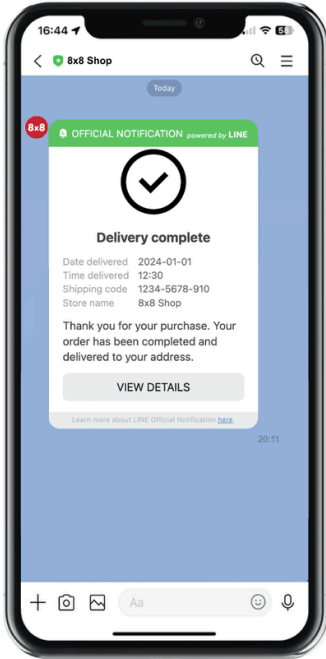 16:44
58
8x8 Shop
Today
8x8
OFFICIAL NOTIFICATION powered by LINE
Delivery complete
Date delivered 2024-01-01
Time delivered 12:30
Shipping code 1234-5678-910
Store name 8x8 Shop
Thank you for your purchase. Your
order has been completed and
delivered to your address.
VIEW DETAILS
Learn more about LINE Official Notification here
20:11
Aa